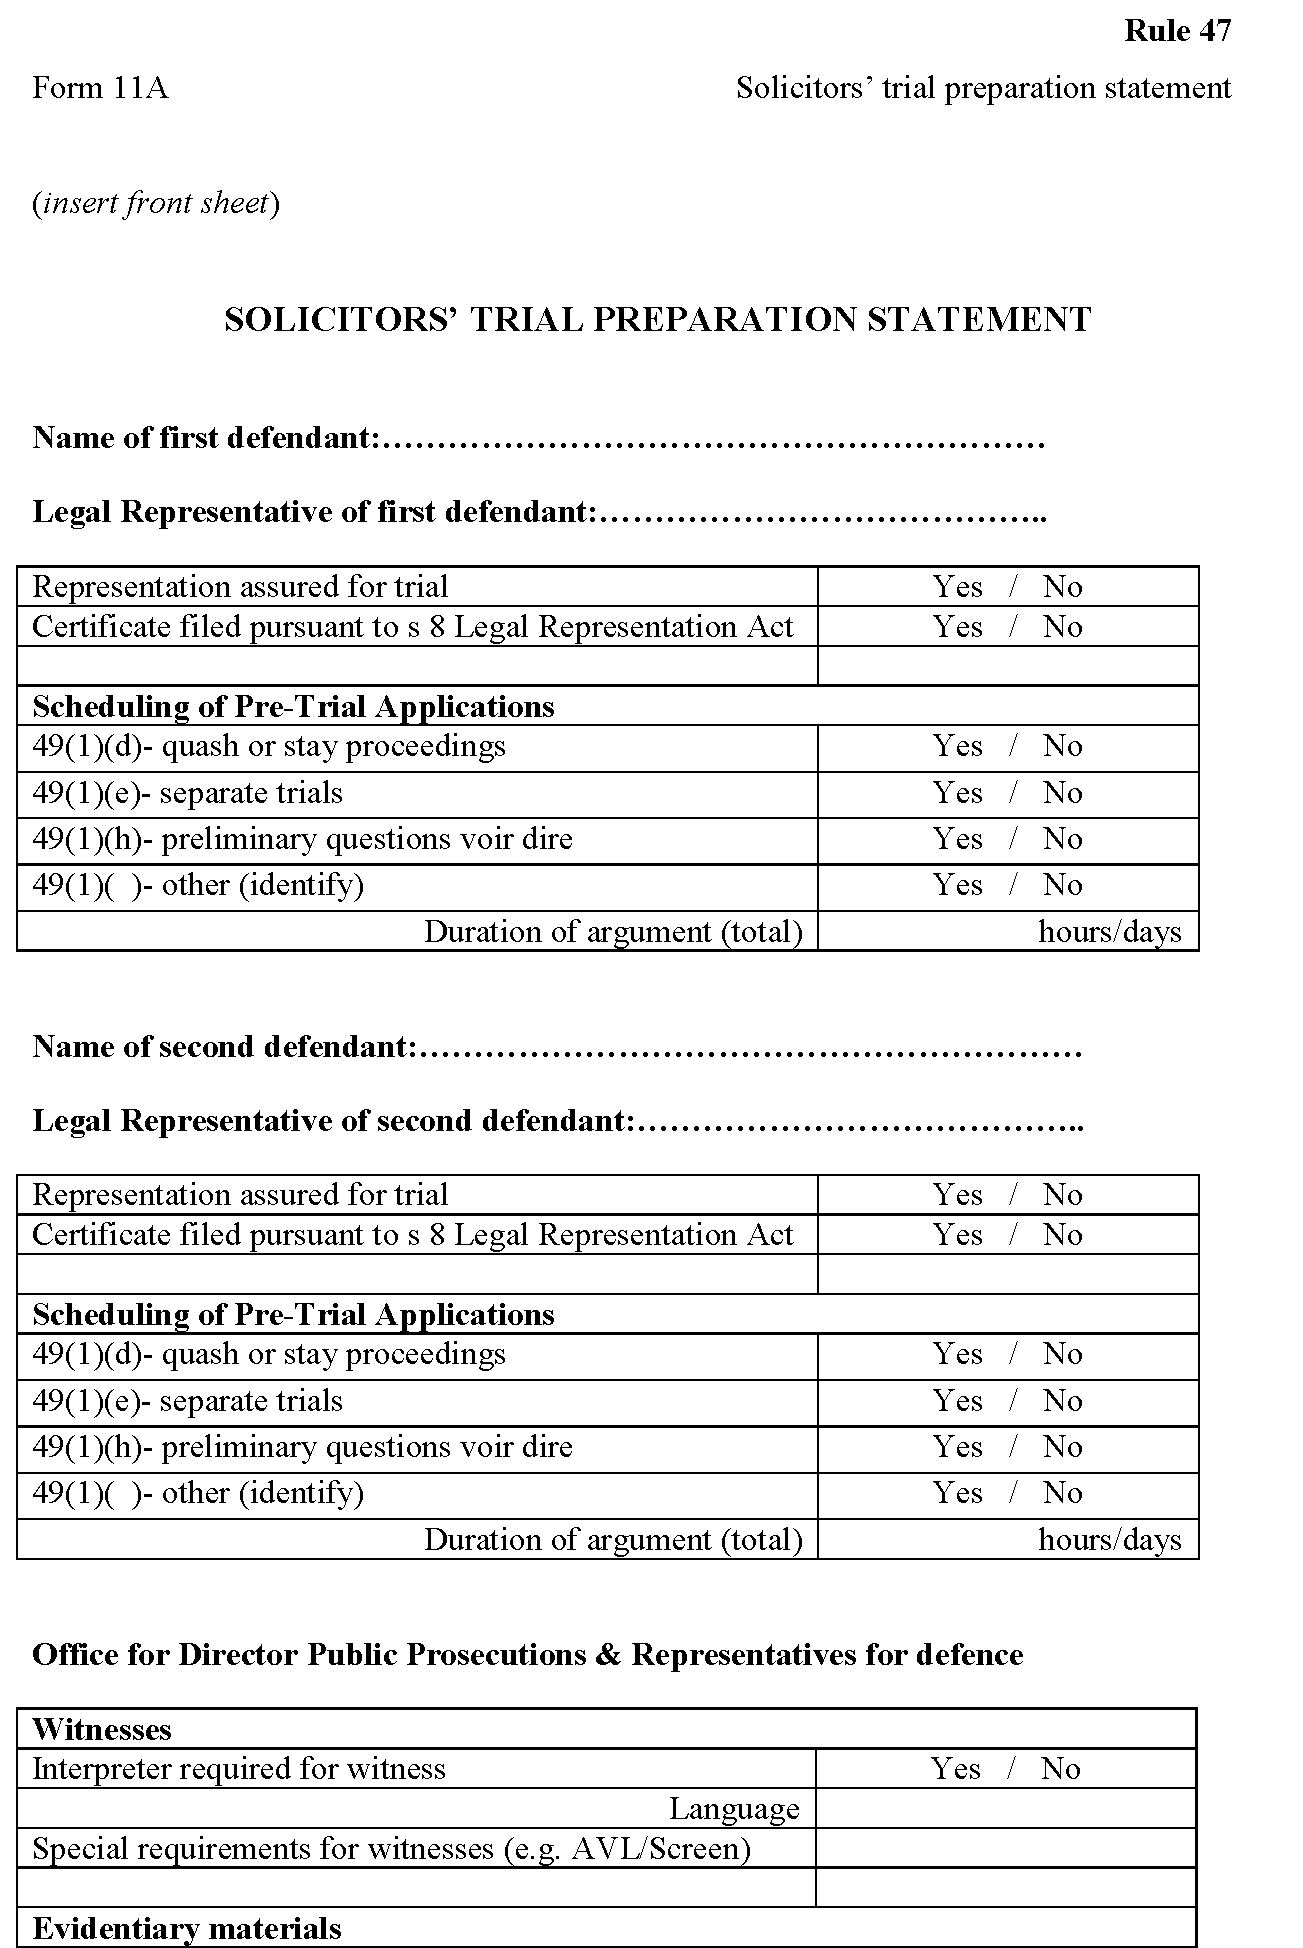 Rule 47
Form 11A Solicitors’ trial preparation statement
(insert front sheet)
SOLICITORS’ TRIAL PREPARATION STATEMENT
Name of first defendant:……………………………………………………
Legal Representative of first defendant:…………………………………..
Representation assured for trial Yes / No
Certificate filed pursuant to s 8 Legal Representation Act Yes / No
Scheduling of Pre-Trial Applications
49(1)(d)- quash or stay proceedings Yes / No
49(1)(e)- separate trials Yes / No
49(1)(h)- preliminary questions voir dire Yes / No
49(1)( )- other (identify) Yes / No
Duration of argument (total) hours/days
Name of second defendant:……………………………………………………
Legal Representative of second defendant:…………………………………..
Representation assured for trial Yes / No
Certificate filed pursuant to s 8 Legal Representation Act Yes / No
Scheduling of Pre-Trial Applications
49(1)(d)- quash or stay proceedings Yes / No
49(1)(e)- separate trials Yes / No
49(1)(h)- preliminary questions voir dire Yes / No
49(1)( )- other (identify) Yes / No
Duration of argument (total) hours/days
Office for Director Public Prosecutions & Representatives for defence
Witnesses
Interpreter required for witness Yes / No
Language
Special requirements for witnesses (e.g. AVL/Screen)
Evidentiary materials